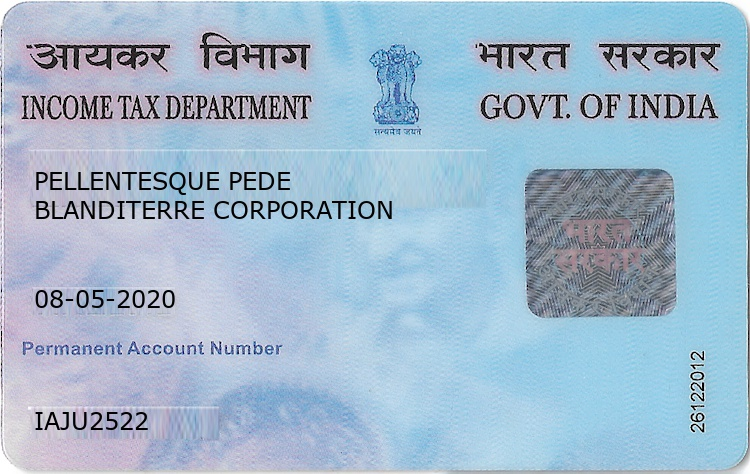 आयकर विभाग
भारत सरकार
INCOME TAX DEPARTMENT
GOVT. OF INDIA
सत्यमेव जयते
PELLENTESQUE PEDE
BLANDITERRE CORPORATION
भारत
सरकार
08-05-2020
Permanent Account Number
26122012
IAJU2522